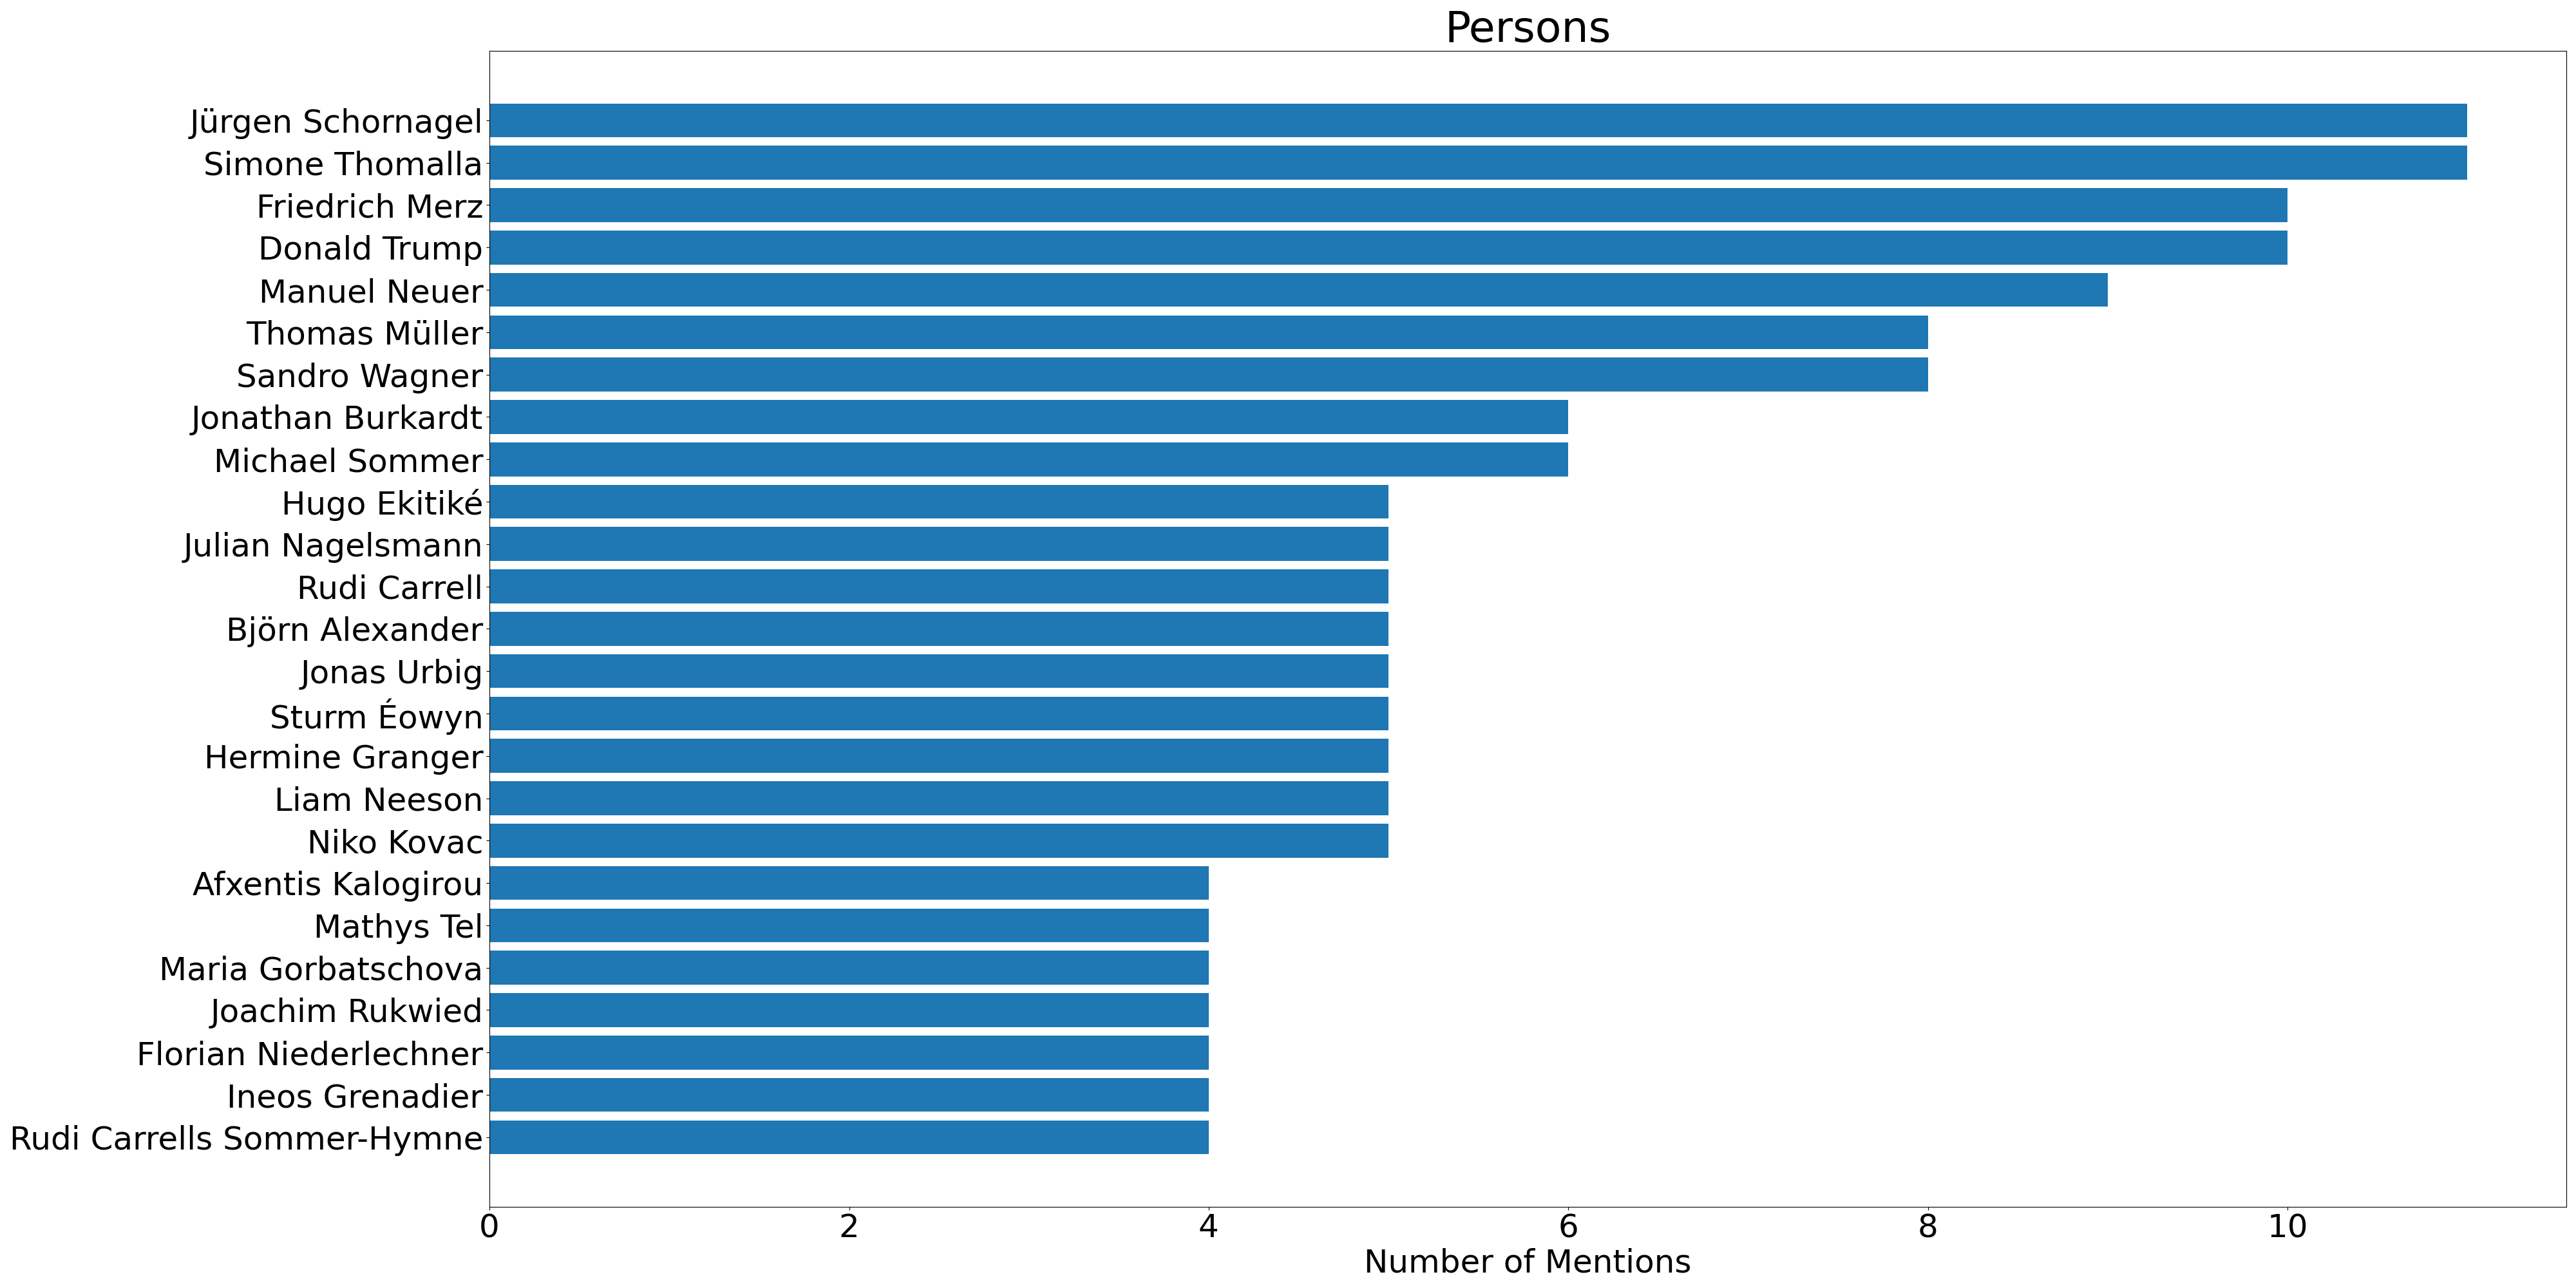 Persons
Jürgen Schornagel
Simone Thomalla
Friedrich Merz
Donald Trump
Manuel Neuer
Thomas Müller
Sandro Wagner
Jonathan Burkardt
Michael Sommer
Hugo Ekitiké
Julian Nagelsmann
Rudi Carrell
Björn Alexander
Jonas Urbig
Sturm Éowyn
Hermine Granger
Liam Neeson
Niko Kovac
Afxentis Kalogirou
Mathys Tel
Maria Gorbatschova
Joachim Rukwied
Florian Niederlechner
Ineos Grenadier
Rudi Carrells Sommer-Hymne
0 2 4 6 8 10
Number of Mentions